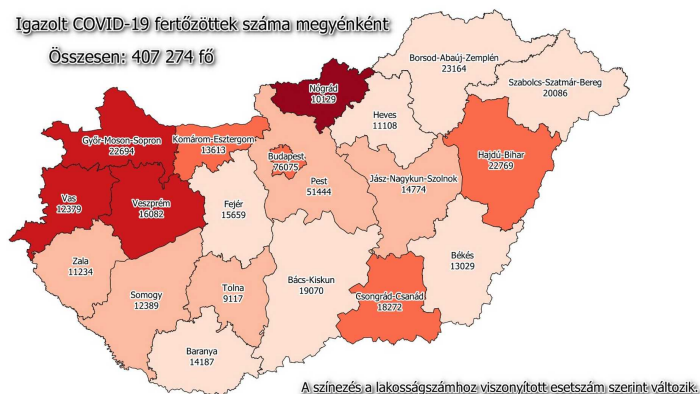 Igazolt COVID-19 fertőzöttek száma megyénként
Összesen: 407 274 fő
Borsod-Abaúj-Zemplén
23164
Szabolcs-Szatmár-Bereg
20086
Nógrád
10129
Heves
11108
Győr-Moson-Sopron
22694
Komárom-Esztergom
13613
Hajdú-Bihar
22769
Budapest
76075
Pest
51444
Jász-Nagykun-Szolnok
14774
Vas
12379
Veszprém
16082
Fejér
15659
Zala
11234
Békés
13029
Somogy
12389
Tolna
9117
Bács-Kiskun
19070
Csongrád-Csanád
18272
Baranya
14187
A színezés a lakosságszámhoz viszonyított esetszám szerint változik.